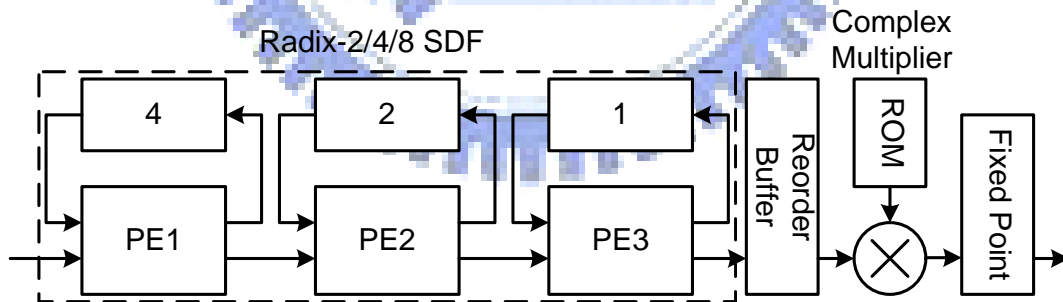 Radix-2/4/8 SDF
Complex
Multiplier
4
2
1
PE1
PE2
PE3
Reorder
Buffer
ROM
Fixed Point